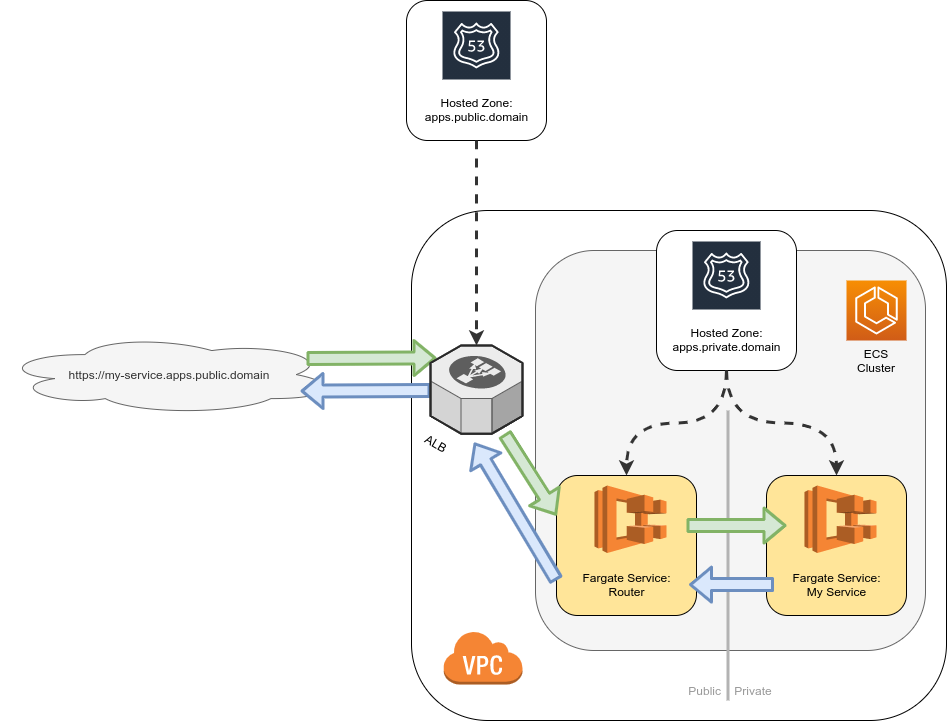 53
Hosted Zone:
apps.public.domain
53
Hosted Zone:
apps.private.domain
ECS
Cluster
https://my-service.apps.public.domain
ALB
Fargate Service:
Router
Fargate Service:
My Service
VPC
Public
Private